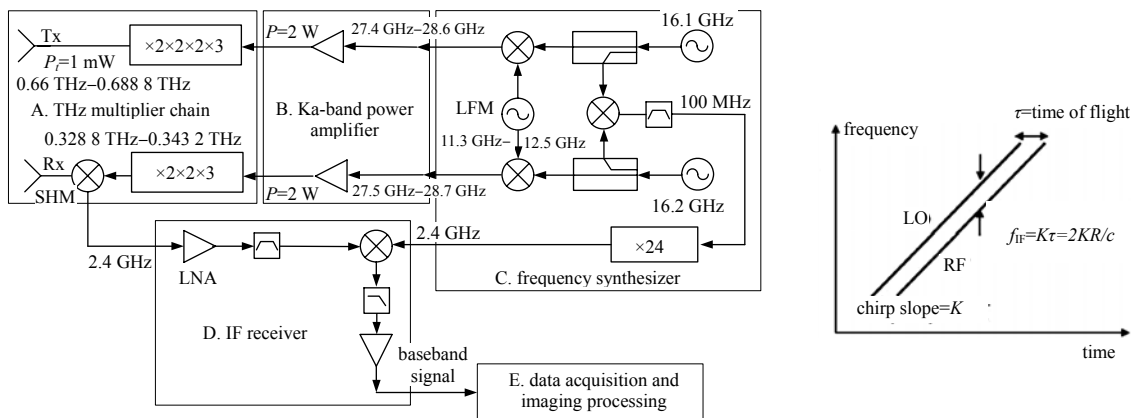 Tx
×2×2×2×3
P=2 W
27.4 GHz−28.6 GHz
16.1 GHz
Pt=1 mW
0.66 THz−0.688 8 THz
A. THz multiplier chain
B. Ka-band power
amplifier
LFM
100 MHz
0.328 8 THz−0.343 2 THz
11.3 GHz−
12.5 GHz
Rx
×2×2×3
SHM
P=2 W
27.5 GHz−28.7 GHz
16.2 GHz
2.4 GHz
LNA
2.4 GHz
×24
C. frequency synthesizer
D. IF receiver
baseband
signal
E. data acquisition and
imaging processing
frequency
τ=time of flight
LO
fIF=Kτ=2KR/c
RF
chirp slope=K
time